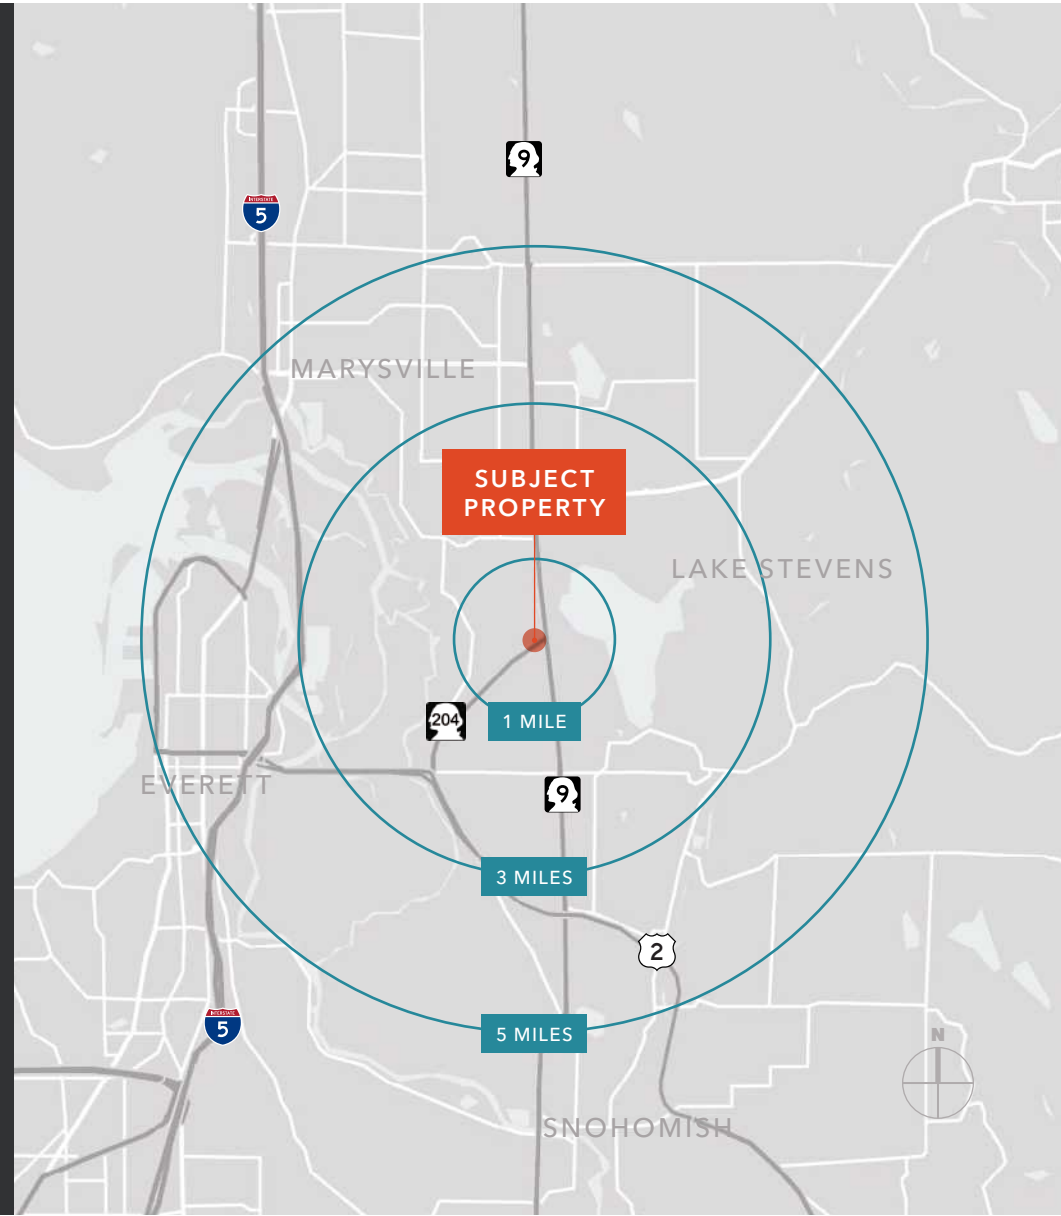 9
INTERSTATE
5
MARYSVILLE
SUBJECT
PROPERTY
LAKE STEVENS
204
1 MILE
EVERETT
9
3 MILES
2
INTERSTATE
5
5 MILES
N
SNOHOMISH